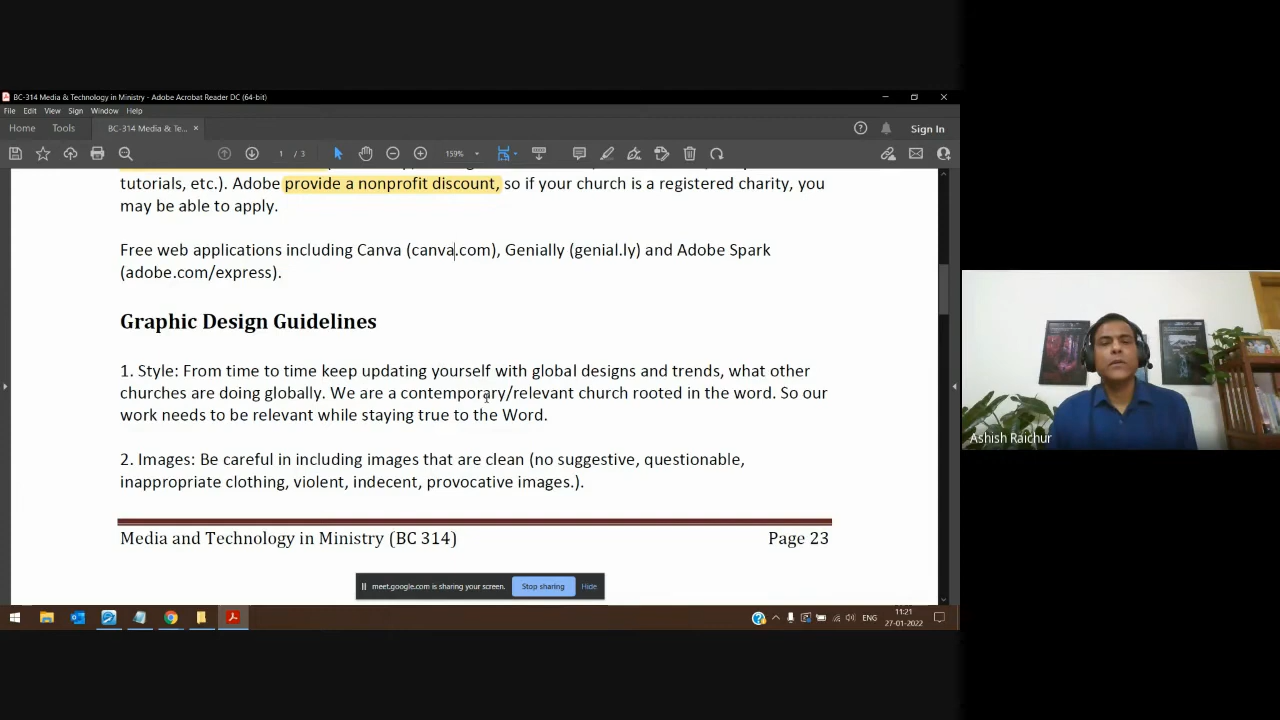 BC-314 Media & Technology in Ministry - Adobe Acrobat Reader DC (64-bit)
File Edit View Sign Window Help
Home Tools BC-314 Media & Te... × Sign In
1 / 3 159%
tutorials, etc.). Adobe provide a nonprofit discount, so if your church is a registered charity, you
may be able to apply.
Free web applications including Canva (canva.com), Genially (genial.ly) and Adobe Spark
(adobe.com/express).
Graphic Design Guidelines
1. Style: From time to time keep updating yourself with global designs and trends, what other
churches are doing globally. We are a contemporary/relevant church rooted in the word. So our
work needs to be relevant while staying true to the Word.
2. Images: Be careful in including images that are clean (no suggestive, questionable,
inappropriate clothing, violent, indecent, provocative images.).
Media and Technology in Ministry (BC 314) Page 23
meet.google.com is sharing your screen. Stop sharing Hide
ENG 11:21
27-01-2022
Ashish Raichur